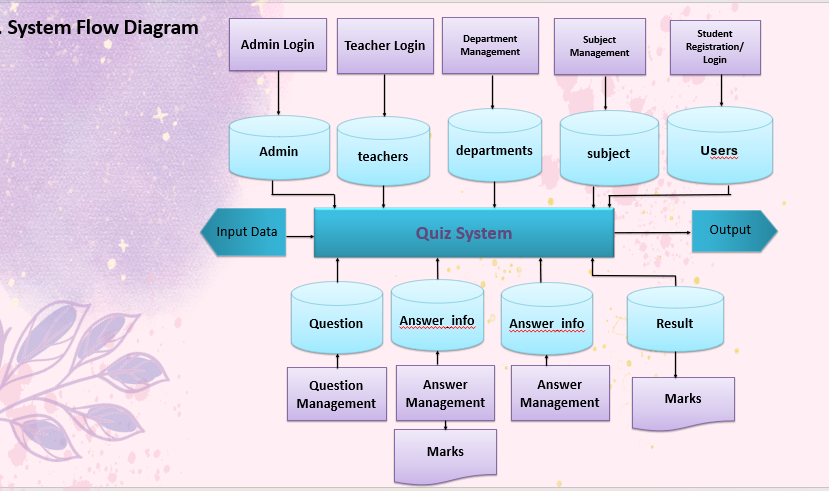 . System Flow Diagram
Admin Login
Teacher Login
Department
Management
Subject
Management
Student
Registration/
Login
Admin
teachers
departments
subject
Users
Input Data
Quiz System
Output
Question
Answer_info
Answer_info
Result
Question
Management
Answer
Management
Answer
Management
Marks
Marks